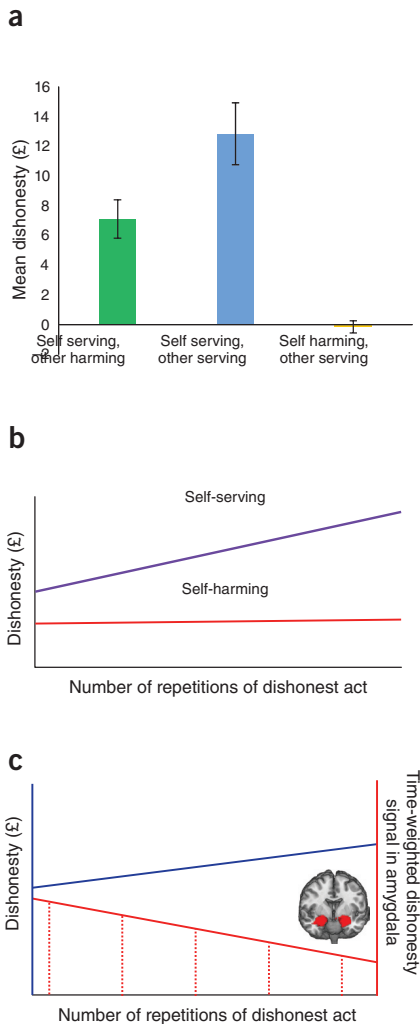 a
Mean dishonesty (£)
16
14
12
10
8
6
4
2
0
–2
Self serving,
other harming
Self serving,
other serving
Self harming,
other serving
b
Dishonesty (£)
Self-serving
Self-harming
Number of repetitions of dishonest act
c
Dishonesty (£)
Time-weighted dishonesty
signal in amygdala
Number of repetitions of dishonest act